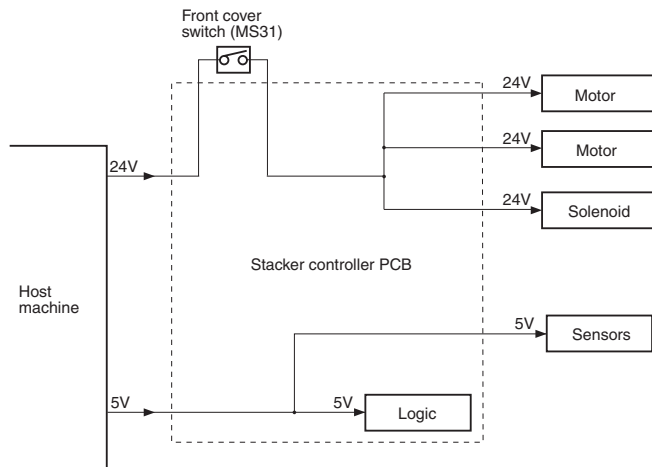 Front cover
switch (MS31)
24V
Motor
24V
Motor
24V
24V
Solenoid
Stacker controller PCB
Host
machine
5V
Sensors
5V
5V
Logic